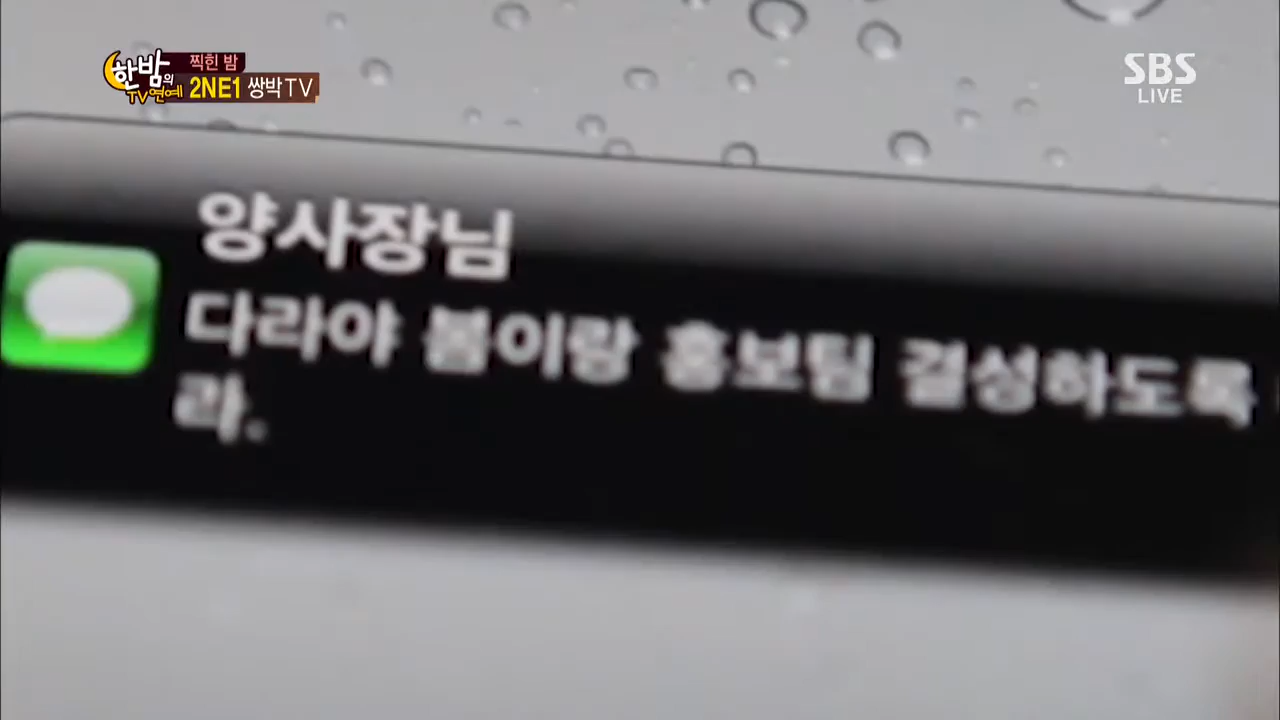 한밤의
TV연예
찍힌 밤
2NE1 쌍박TV
SBS
LIVE
양사장님
다라야 봄이랑 홍보팀 결성하도록
라.